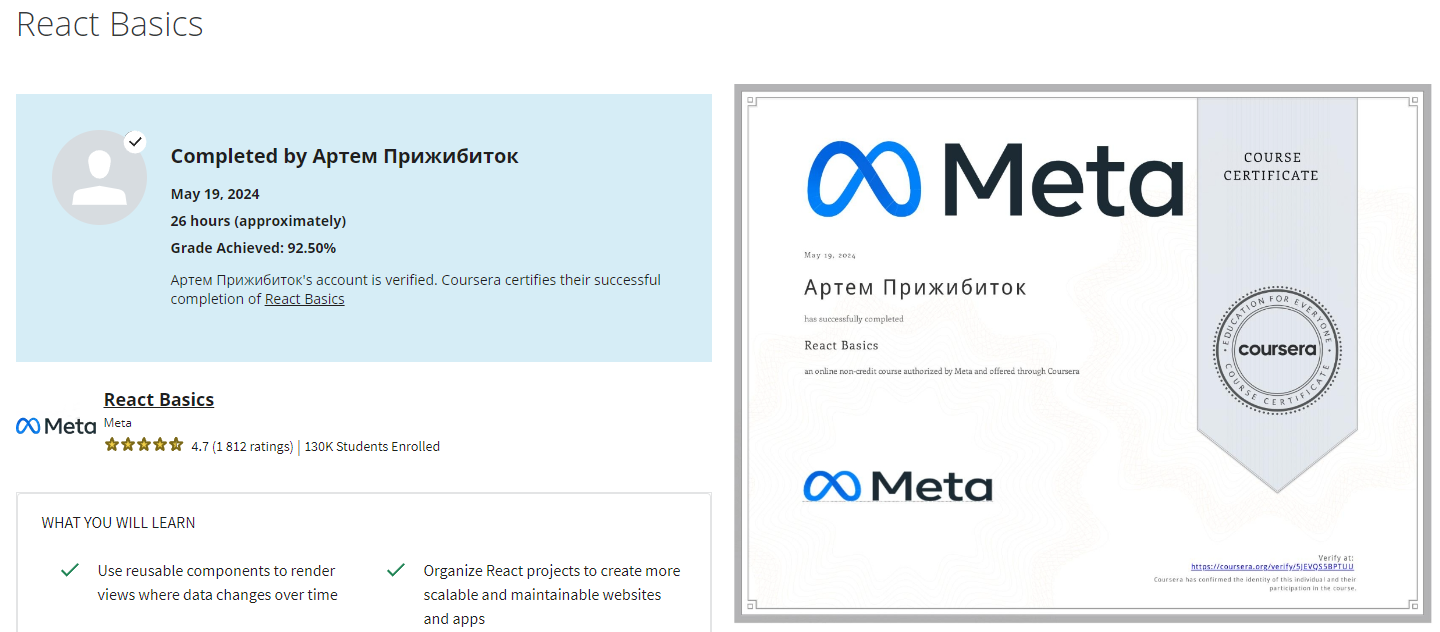 React Basics
Completed by Артем Прижибиток
May 19, 2024
26 hours (approximately)
Grade Achieved: 92.50%
Артем Прижибиток's account is verified. Coursera certifies their successful
completion of React Basics
React Basics
Meta
Meta
4.7 (1 812 ratings) | 130K Students Enrolled
WHAT YOU WILL LEARN
Use reusable components to render
views where data changes over time
Organize React projects to create more
scalable and maintainable websites
and apps
Meta
COURSE
CERTIFICATE
May 19, 2024
Артем Прижибиток
has successfully completed
React Basics
an online non-credit course authorized by Meta and offered through Coursera
EDUCATION FOR EVERYONE
coursera
COURSE CERTIFICATE
Meta
Verify at:
https://coursera.org/verify/5JEVQS5BPTUU
Coursera has confirmed the identity of this individual and their
participation in the course.